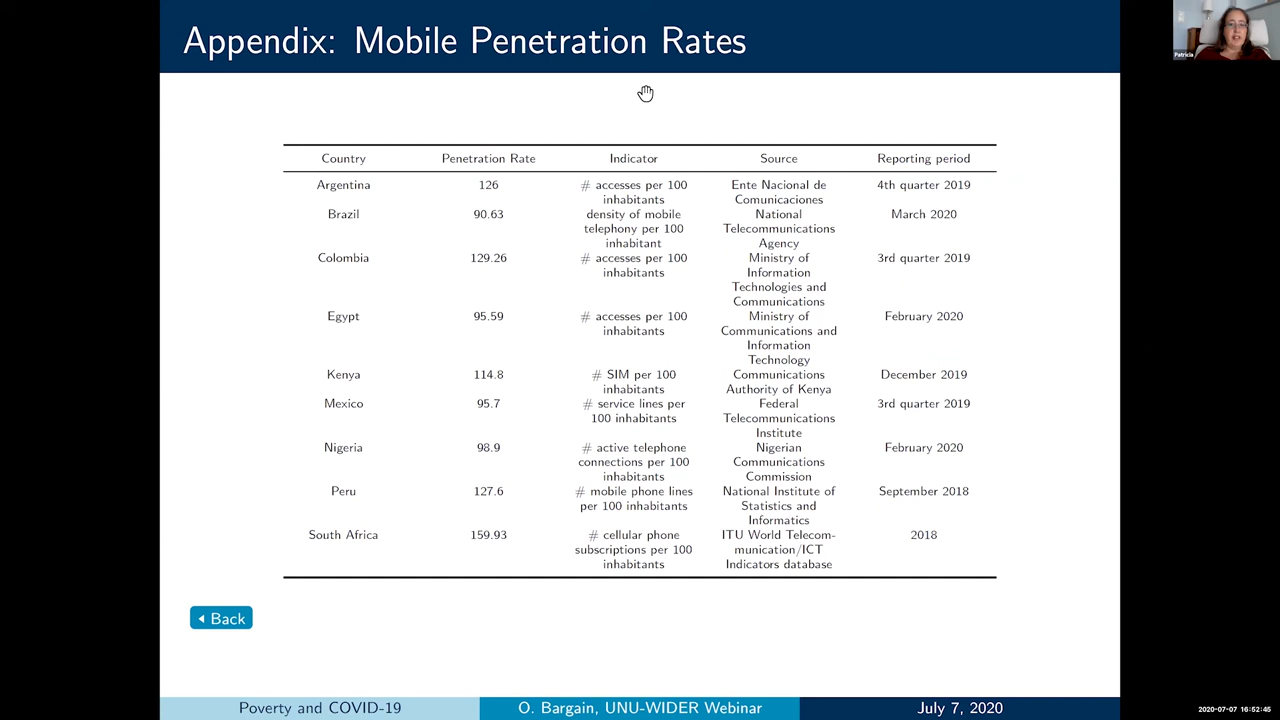 Appendix: Mobile Penetration Rates
Patricia
Country Penetration Rate Indicator Source Reporting period
Argentina 126 # accesses per 100 Ente Nacional de 4th quarter 2019
inhabitants Comunicaciones
Brazil 90.63 density of mobile National March 2020
telephony per 100 Telecommunications
inhabitant Agency
Colombia 129.26 # accesses per 100 Ministry of 3rd quarter 2019
inhabitants Information
Technologies and
Communications
Egypt 95.59 # accesses per 100 Ministry of February 2020
inhabitants Communications and
Information
Technology
Kenya 114.8 # SIM per 100 Communications December 2019
inhabitants Authority of Kenya
Mexico 95.7 # service lines per Federal 3rd quarter 2019
100 inhabitants Telecommunications
Institute
Nigeria 98.9 # active telephone Nigerian February 2020
connections per 100 Communications
inhabitants Commission
Peru 127.6 # mobile phone lines National Institute of September 2018
per 100 inhabitants Statistics and
Informatics
South Africa 159.93 # cellular phone ITU World Telecom- 2018
subscriptions per 100 munication/ICT
inhabitants Indicators database
Back
Poverty and COVID-19 O. Bargain, UNU-WIDER Webinar July 7, 2020
2020-07-07 16:52:45